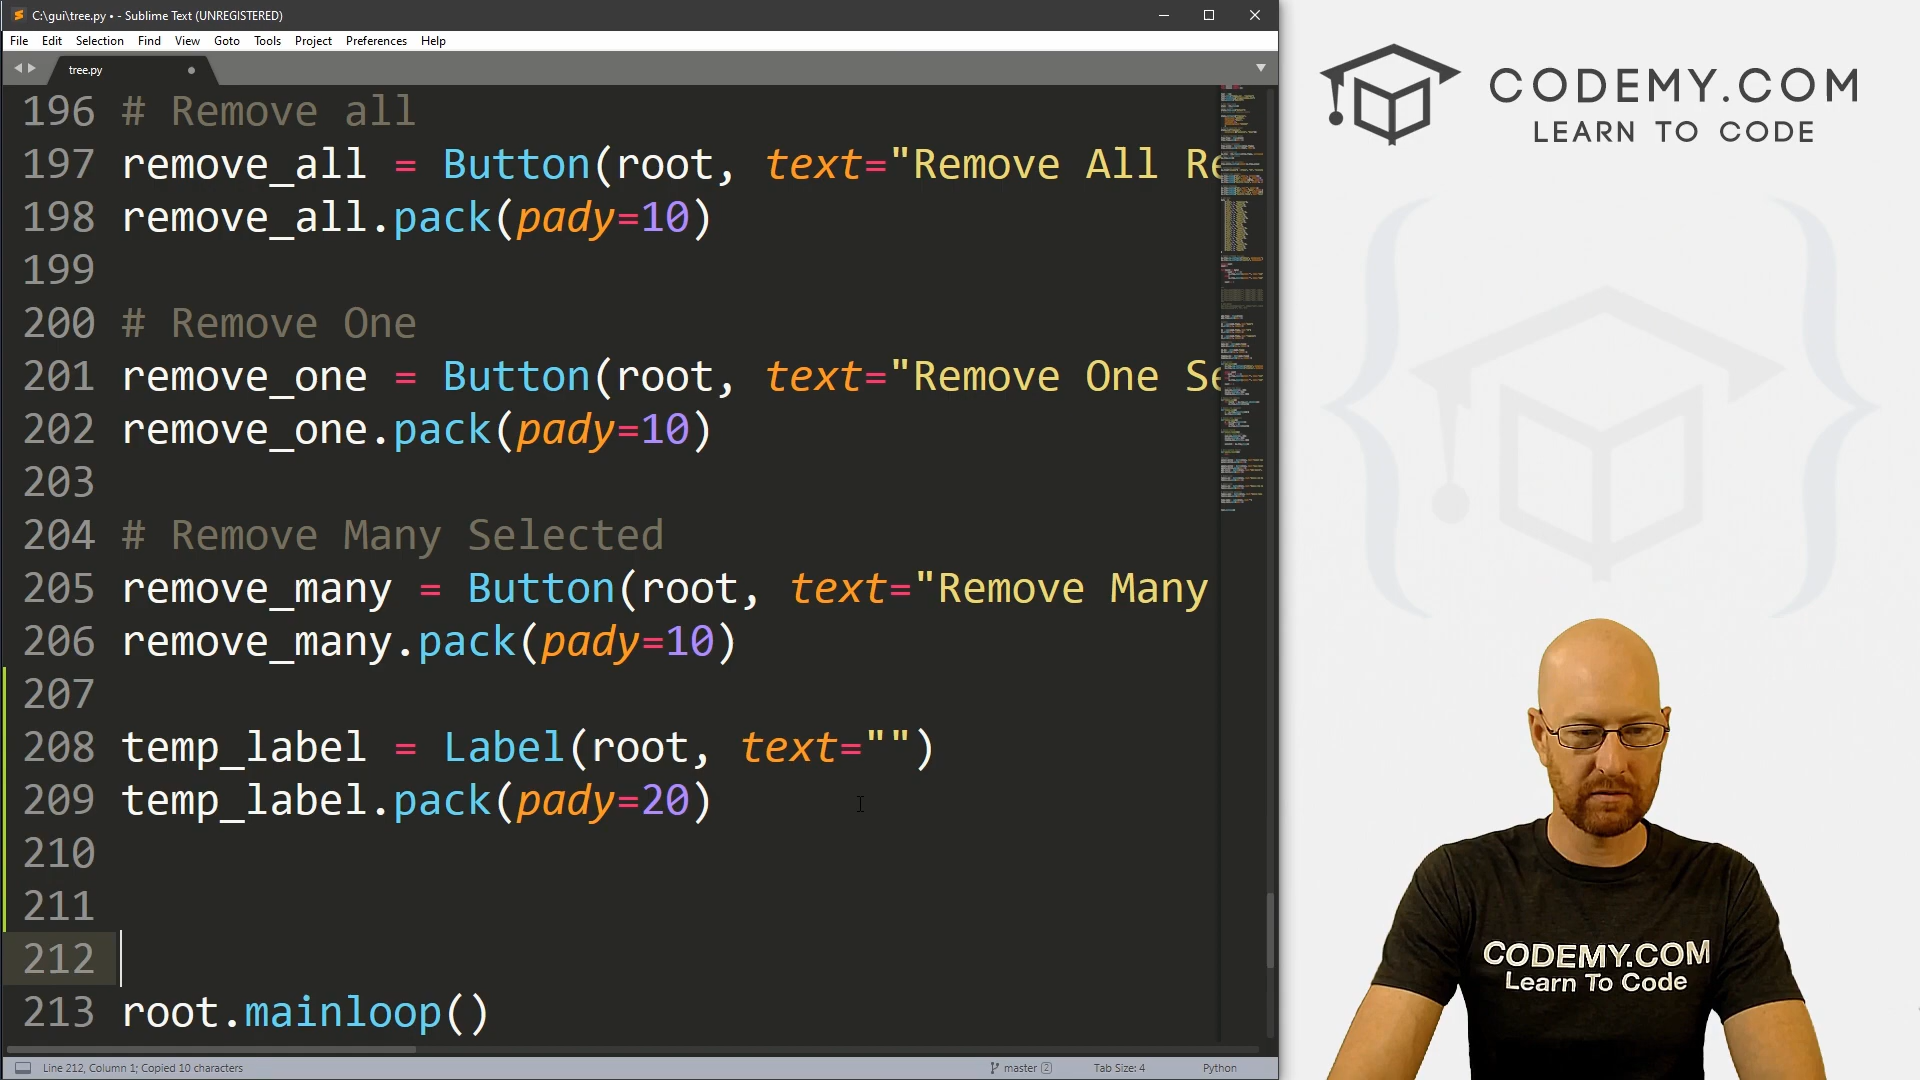 C:\gui\tree.py • - Sublime Text (UNREGISTERED)
File Edit Selection Find View Goto Tools Project Preferences Help
tree.py
196 # Remove all
197 remove_all = Button(root, text="Remove All Re
198 remove_all.pack(pady=10)
199
200 # Remove One
201 remove_one = Button(root, text="Remove One Se
202 remove_one.pack(pady=10)
203
204 # Remove Many Selected
205 remove_many = Button(root, text="Remove Many
206 remove_many.pack(pady=10)
207
208 temp_label = Label(root, text="")
209 temp_label.pack(pady=20)
210
211
212
213 root.mainloop()
Line 212, Column 1; Copied 10 characters
master 2
Tab Size: 4
Python
CODEMY.COM
LEARN TO CODE
CODEMY.COM
Learn To Code